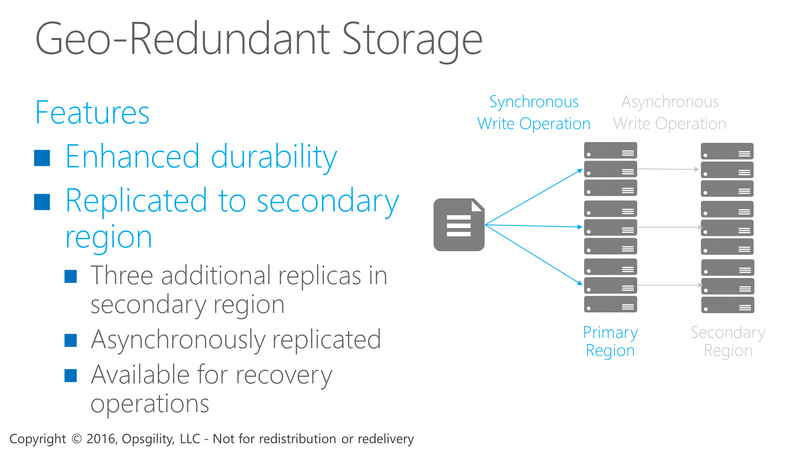 Geo-Redundant Storage
Features
Enhanced durability
Replicated to secondary
region
Three additional replicas in
secondary region
Asynchronously replicated
Available for recovery
operations
Synchronous
Write Operation
Asynchronous
Write Operation
Primary
Region
Secondary
Region
Copyright © 2016, Opsgility, LLC - Not for redistribution or redelivery